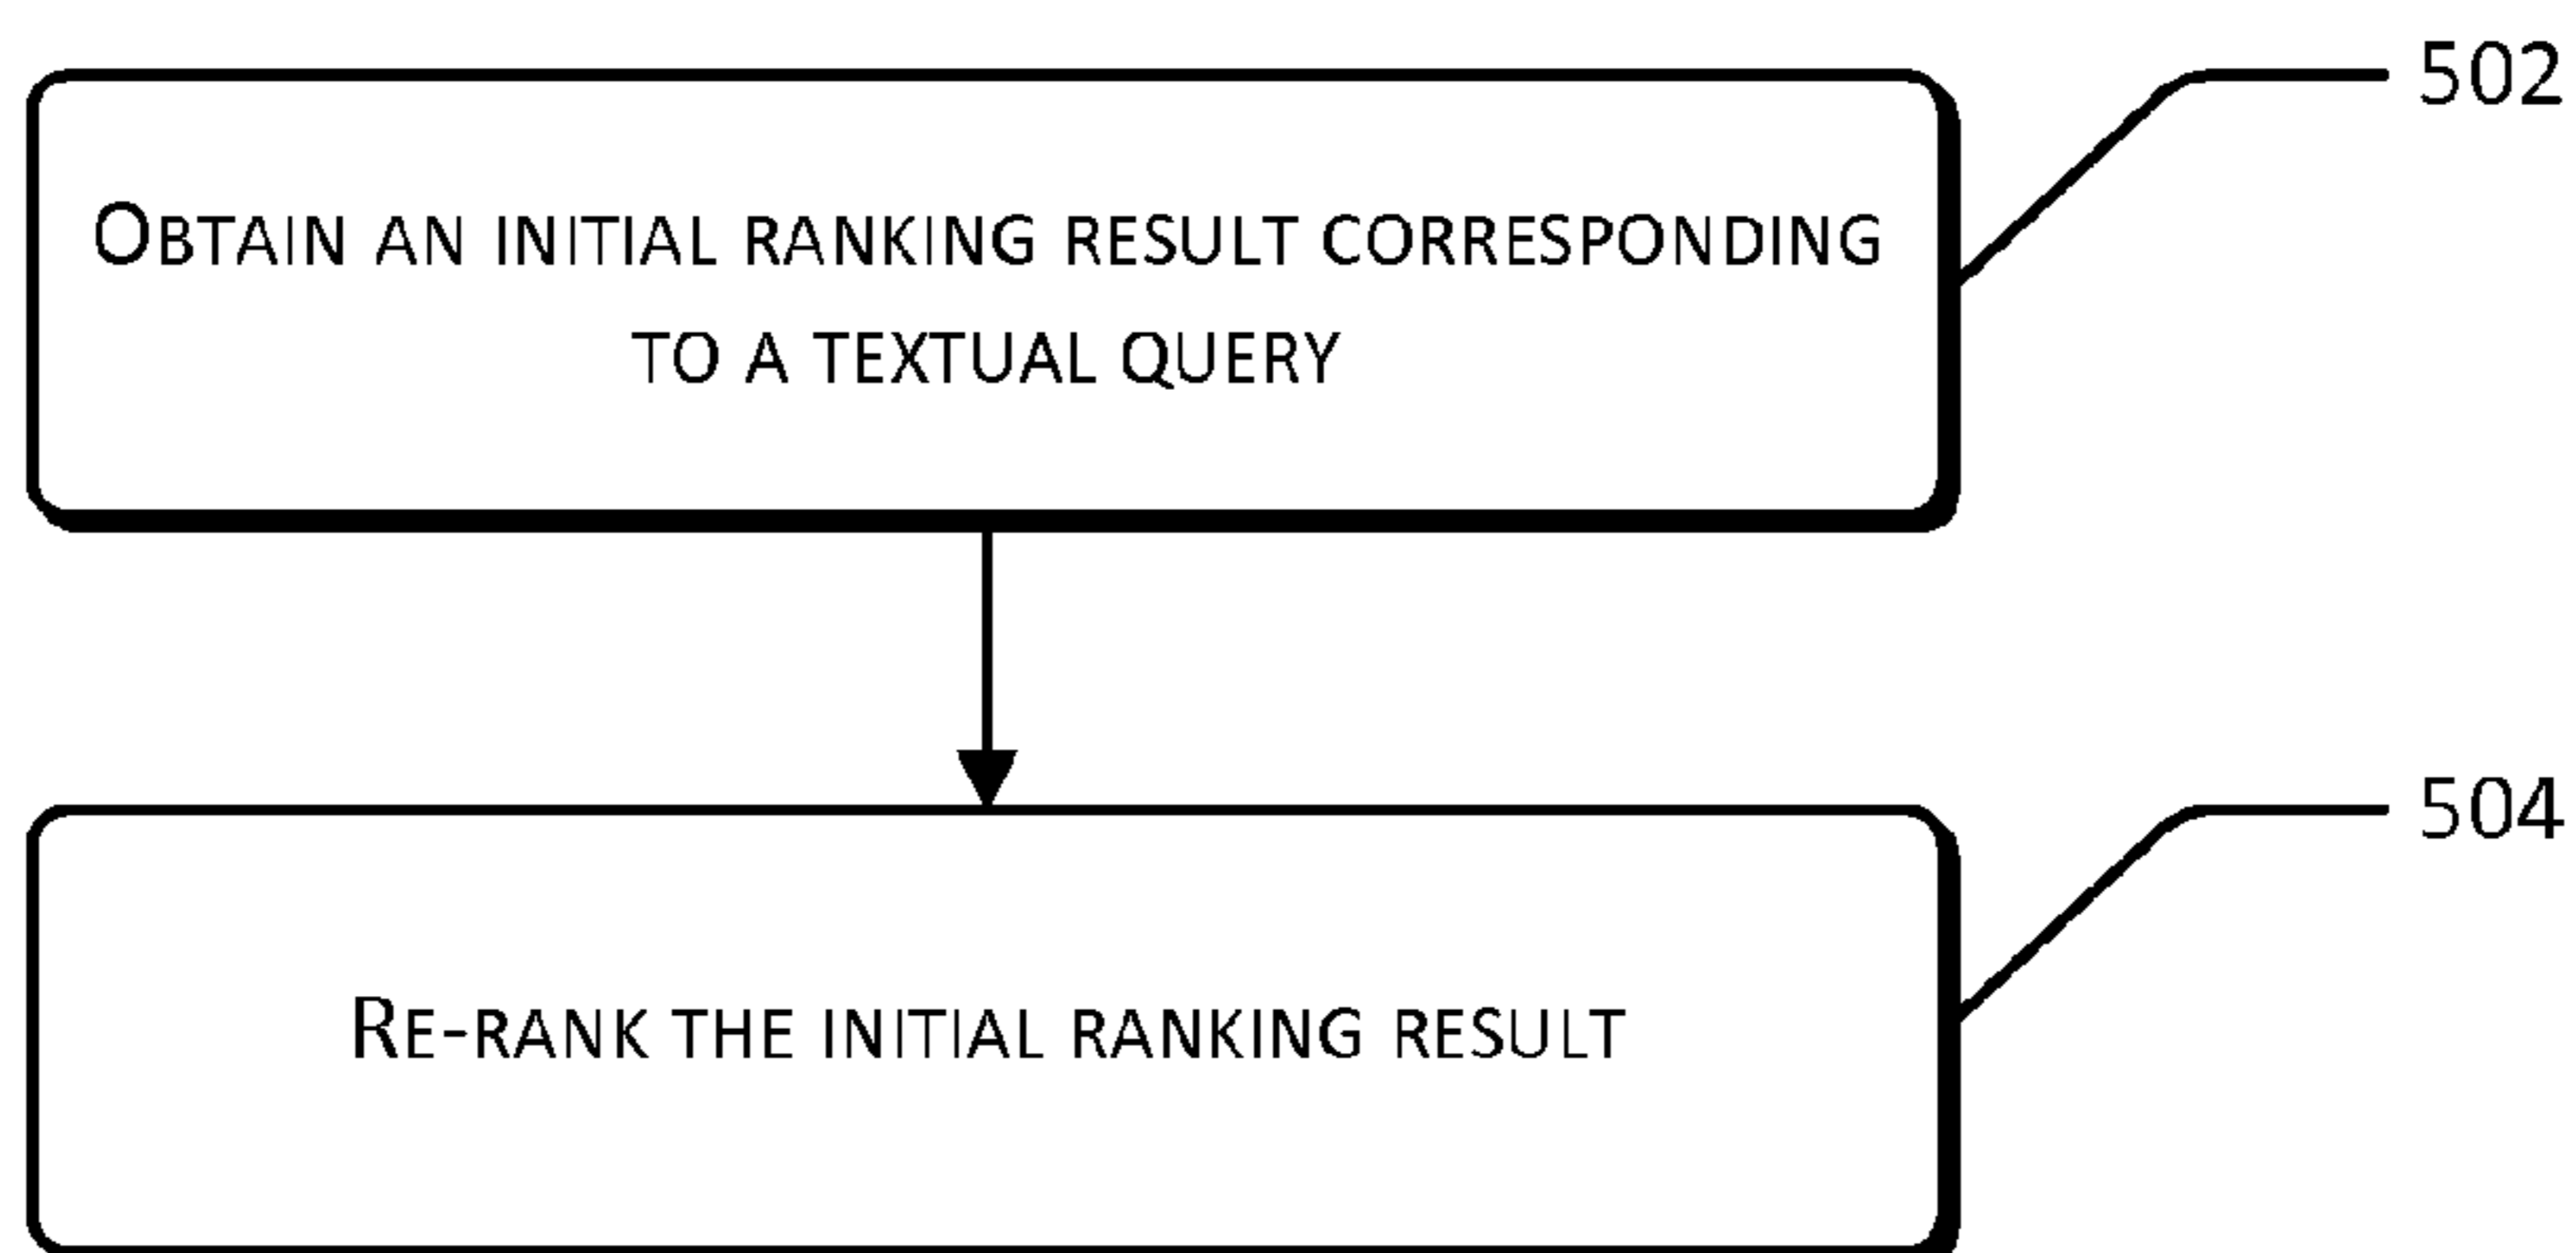 502
OBTAIN AN INITIAL RANKING RESULT CORRESPONDING
TO A TEXTUAL QUERY
504
RE-RANK THE INITIAL RANKING RESULT